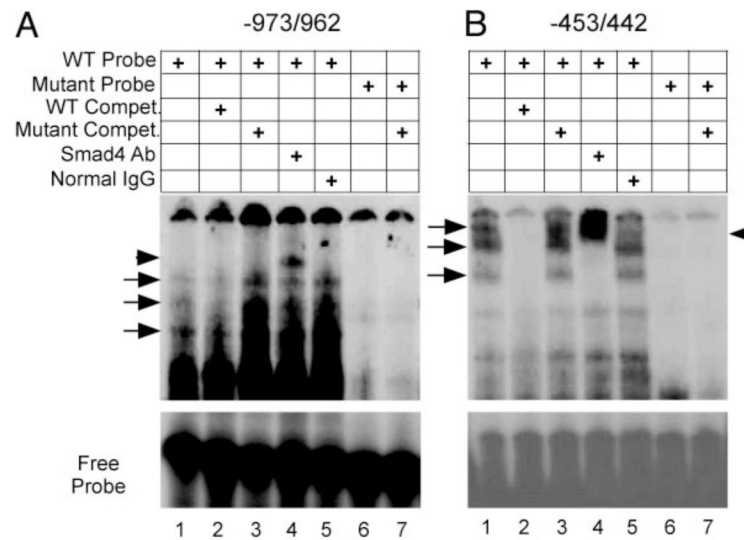 A -973/962 B -453/442
WT Probe + + + + + + + + + +
Mutant Probe + + + +
WT Compet. + +
Mutant Compet. + + + +
Smad4 Ab + +
Normal IgG + +
Free
Probe
1 2 3 4 5 6 7 1 2 3 4 5 6 7